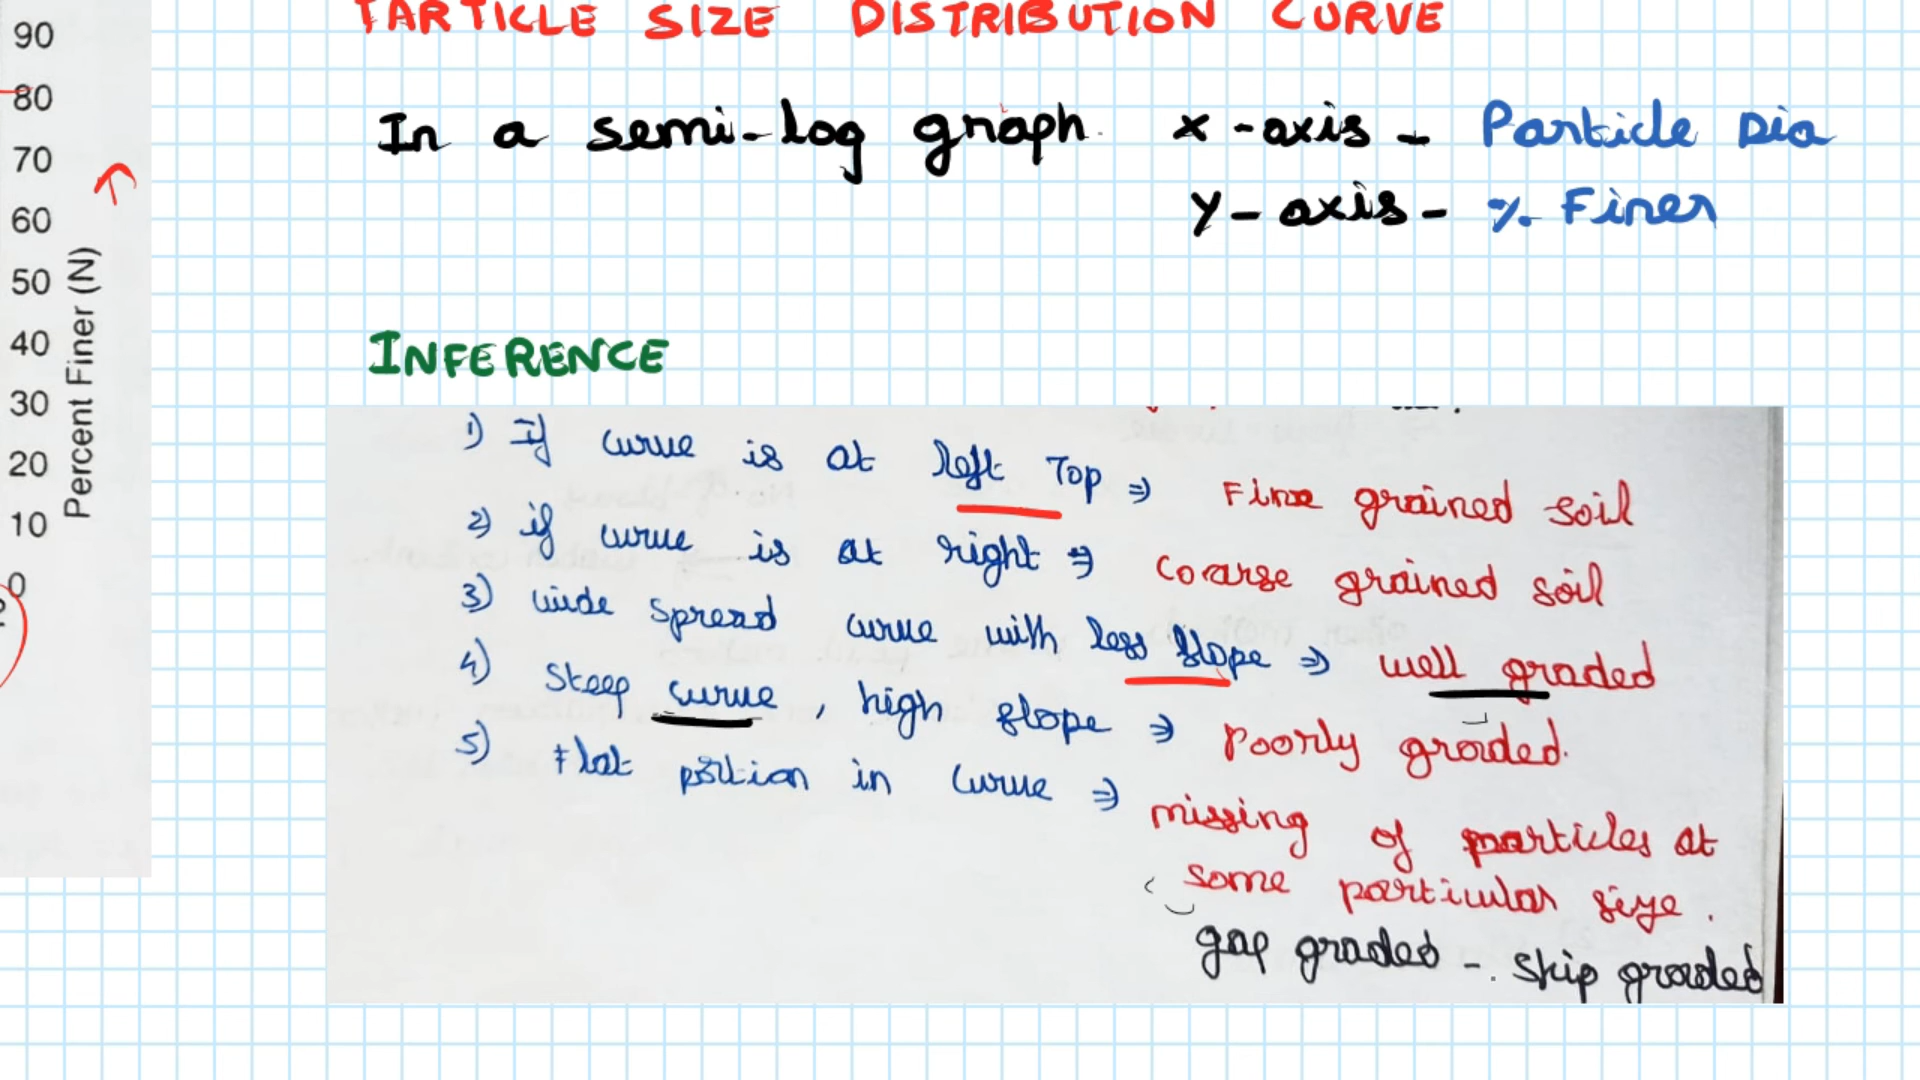 PARTICLE SIZE DISTRIBUTION CURVE
In a semi-log graph x-axis - Particle Dia
y-axis - % Finer
INFERENCE
1) If curve is at left Top ⇒ Fine grained soil
2) if curve is at right ⇒ coarse grained soil
3) wide spread curve with less slope ⇒ well graded
4) steep curve, high slope ⇒ Poorly graded.
5) flat portion in curve ⇒ missing of particles at
some particular size.
gap graded - skip graded
90
80
70
60
50
40
30
20
10
0
Percent Finer (N)